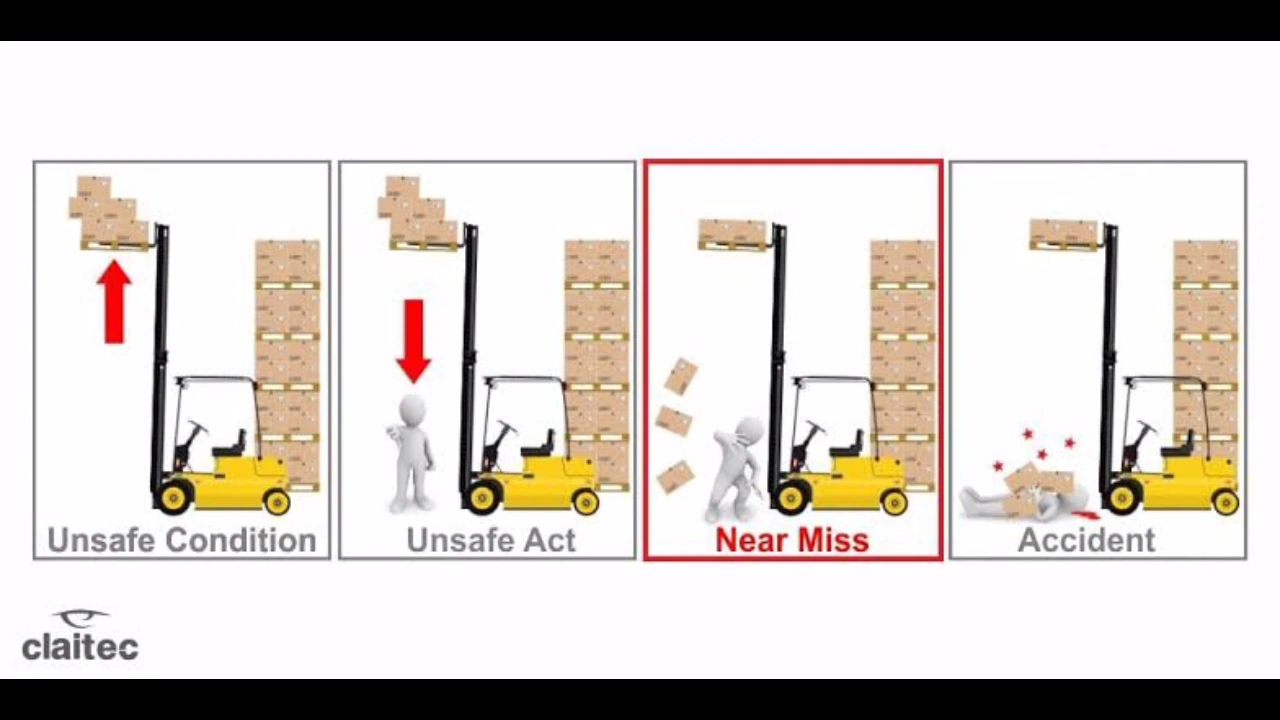 Unsafe Condition
Unsafe Act
Near Miss
Accident
claitec